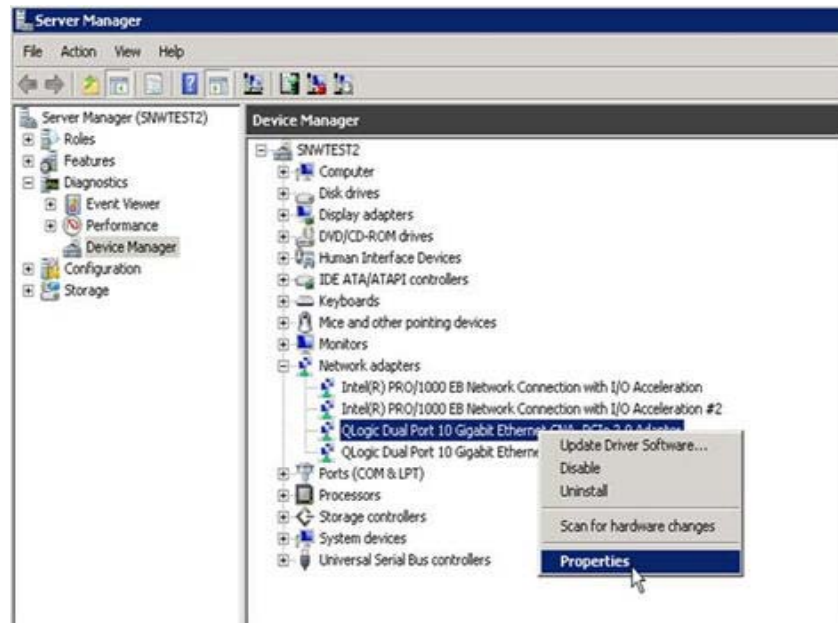 Server Manager
File Action View Help
Server Manager (SNWTEST2)
Roles
Features
Diagnostics
Event Viewer
Performance
Device Manager
Configuration
Storage
Device Manager
SNWTEST2
Computer
Disk drives
Display adapters
DVD/CD-ROM drives
Human Interface Devices
IDE ATA/ATAPI controllers
Keyboards
Mice and other pointing devices
Monitors
Network adapters
Intel(R) PRO/1000 EB Network Connection with I/O Acceleration
Intel(R) PRO/1000 EB Network Connection with I/O Acceleration #2
QLogic Dual Port 10 Gigabit Ethernet CNA, PCIe 2.0 Adapter
QLogic Dual Port 10 Gigabit Etherne
Ports (COM & LPT)
Processors
Storage controllers
System devices
Universal Serial Bus controllers
Update Driver Software...
Disable
Uninstall
Scan for hardware changes
Properties